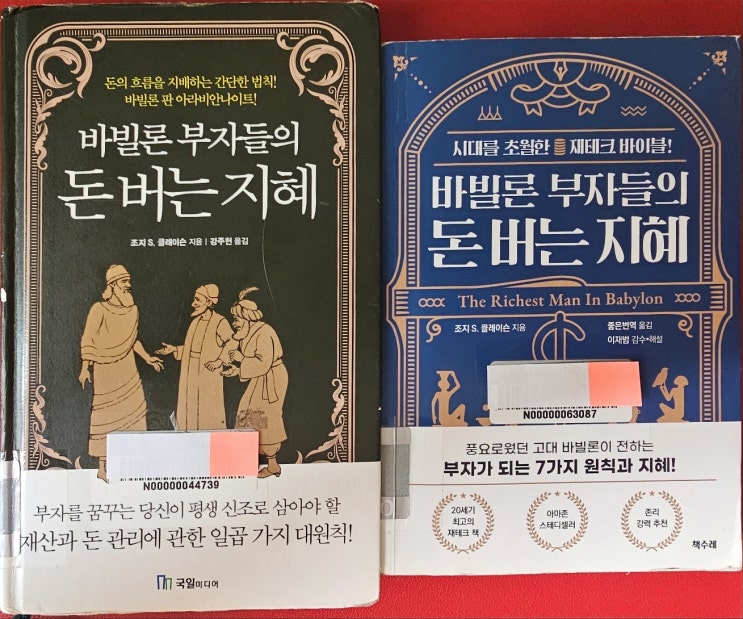 돈의 흐름을 지배하는 간단한 법칙!
바빌론 판 아라비안나이트!
바빌론 부자들의
돈 버는 지혜
조지 S. 클레이슨 지음 | 강주헌 옮김
N00000044739
부자를 꿈꾸는 당신이 평생 신조로 삼아야 할
재산과 돈 관리에 관한 일곱 가지 대원칙!
국일미디어
시대를 초월한 재테크 바이블!
바빌론 부자들의
돈 버는 지혜
The Richest Man In Babylon
조지 S. 클레이슨 지음
좋은번역 옮김
이재범 감수•해설
N00000063087
풍요로웠던 고대 바빌론이 전하는
부자가 되는 7가지 원칙과 지혜!
20세기
최고의
재테크 책
아마존
스테디셀러
존리
강력 추천
책수레